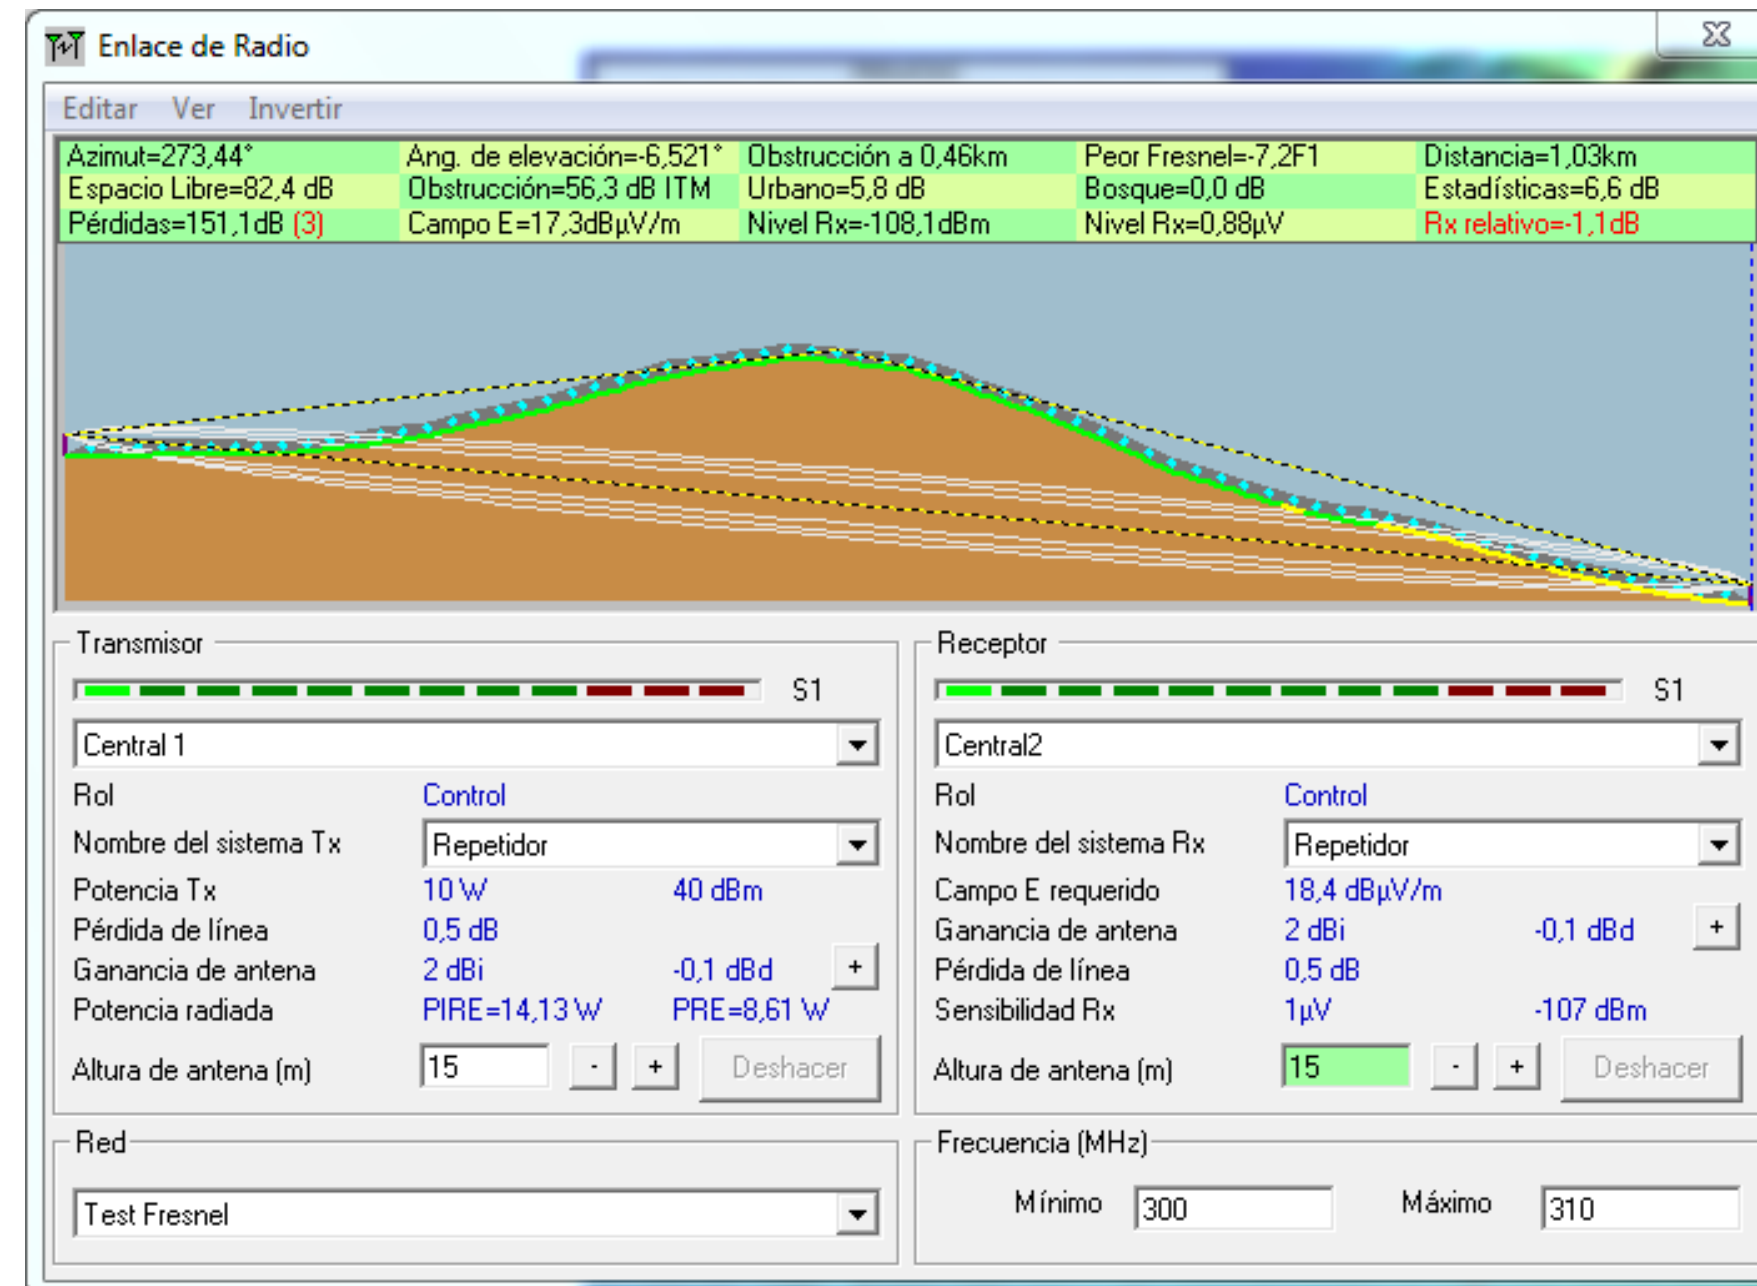 Enlace de Radio
Editar Ver Invertir
Azimut=273,44° Ang. de elevación=-6,521° Obstrucción a 0,46km Peor Fresnel=-7,2F1 Distancia=1,03km
Espacio Libre=82,4 dB Obstrucción=56,3 dB ITM Urbano=5,8 dB Bosque=0,0 dB Estadísticas=6,6 dB
Pérdidas=151,1dB (3) Campo E=17,3dBμV/m Nivel Rx=-108,1dBm Nivel Rx=0,88μV Rx relativo=-1,1dB
Transmisor
S1
Central 1
Rol Control
Nombre del sistema Tx Repetidor
Potencia Tx 10 W 40 dBm
Pérdida de línea 0,5 dB
Ganancia de antena 2 dBi -0,1 dBd +
Potencia radiada PIRE=14,13 W PRE=8,61 W
Altura de antena (m) 15 - + Deshacer
Receptor
S1
Central2
Rol Control
Nombre del sistema Rx Repetidor
Campo E requerido 18,4 dBμV/m
Ganancia de antena 2 dBi -0,1 dBd +
Pérdida de línea 0,5 dB
Sensibilidad Rx 1μV -107 dBm
Altura de antena (m) 15 - + Deshacer
Red
Test Fresnel
Frecuencia (MHz)
Mínimo 300 Máximo 310